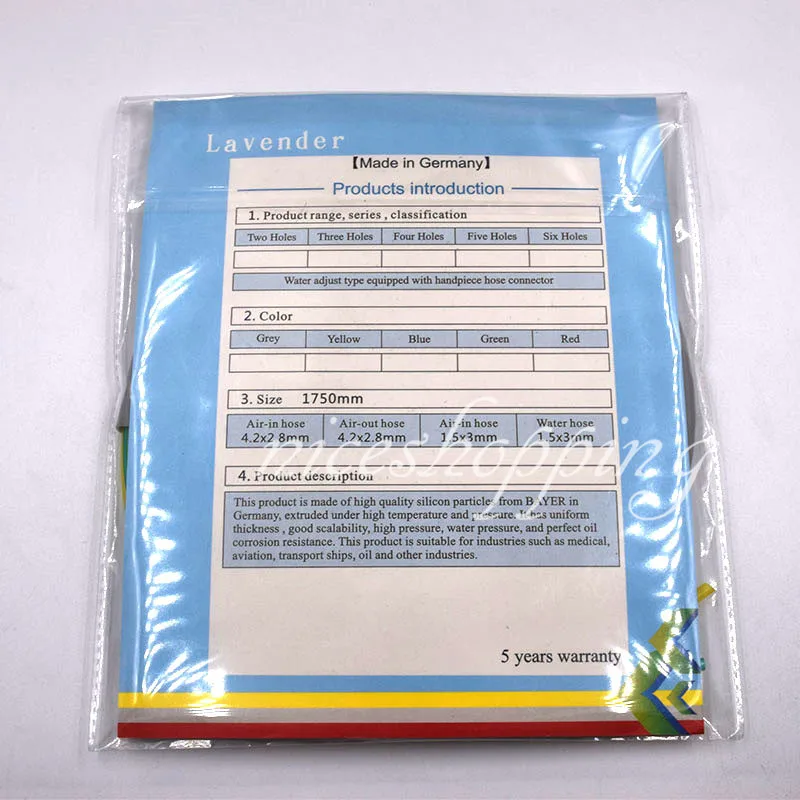 Lavender
【Made in Germany】
Products introduction
1. Product range, series , classification
Two Holes Three Holes Four Holes Five Holes Six Holes
Water adjust type equipped with handpiece hose connector
2. Color
Grey Yellow Blue Green Red
3. Size 1750mm
Air-in hose Air-out hose Air-in hose Water hose
4.2x2.8mm 4.2x2.8mm 1.5x3mm 1.5x3mm
niceshopping
4. Product description
This product is made of high quality silicon particles from BAYER in
Germany, extruded under high temperature and pressure. It has uniform
thickness , good scalability, high pressure, water pressure, and perfect oil
corrosion resistance. This product is suitable for industries such as medical,
aviation, transport ships, oil and other industries.
5 years warranty